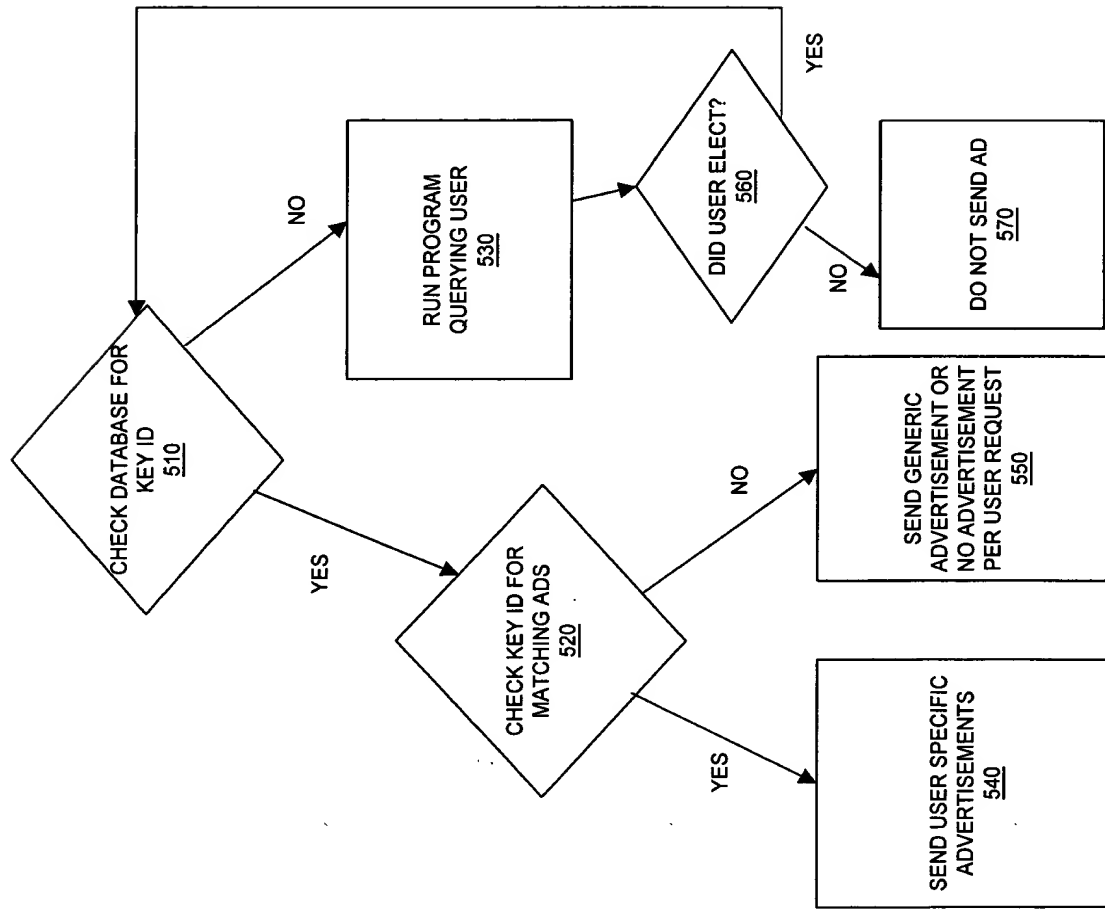 CHECK DATABASE FOR
KEY ID
510
YES
NO
CHECK KEY ID FOR
MATCHING ADS
520
RUN PROGRAM
QUERYING USER
530
YES
NO
DID USER ELECT?
560
NO
YES
SEND USER SPECIFIC
ADVERTISEMENTS
540
SEND GENERIC
ADVERTISEMENT OR
NO ADVERTISEMENT
PER USER REQUEST
550
DO NOT SEND AD
570